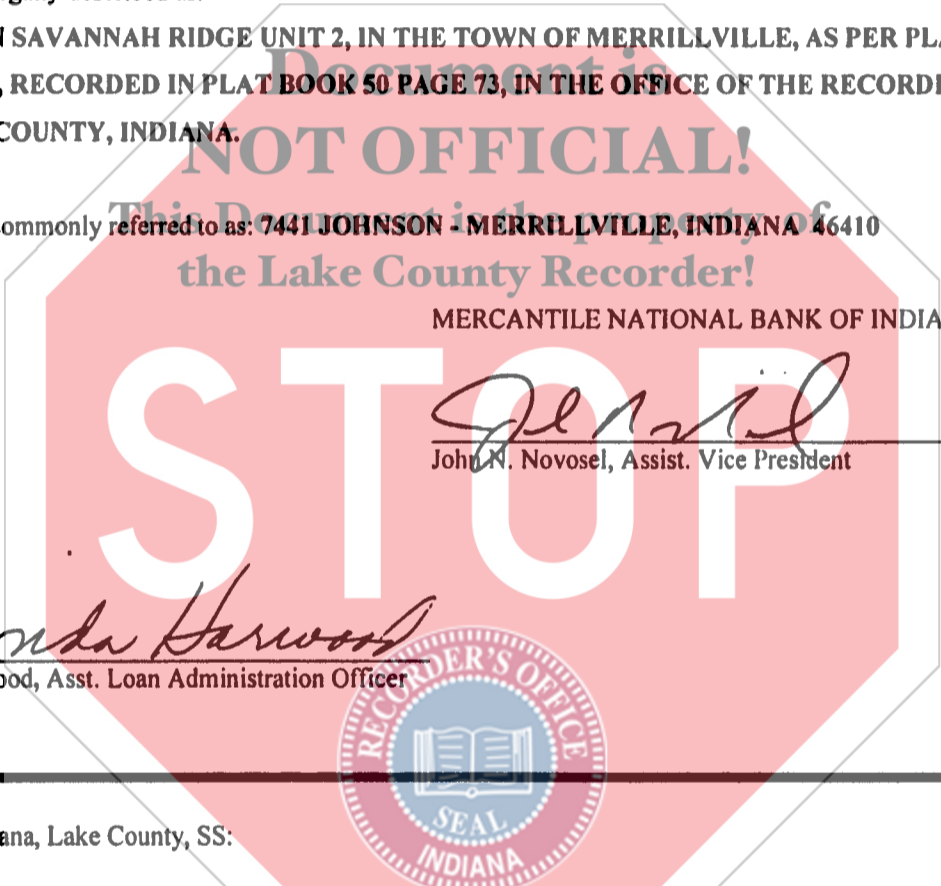 SAVANNAH RIDGE UNIT 2, IN THE TOWN OF MERRILLVILLE, AS PER PLA
Document is
, RECORDED IN PLAT BOOK 50 PAGE 73, IN THE OFFICE OF THE RECORD
COUNTY, INDIANA.
NOT OFFICIAL!
ommonly referred to as: 7441 JOHNSON - MERRILLVILLE, INDIANA 46410
This Document is the property of
the Lake County Recorder!
MERCANTILE NATIONAL BANK OF INDIA
STOP
John N. Novosel, Assist. Vice President
nda Harwood
ood, Asst. Loan Administration Officer
RECORDER'S OFFICE
SEAL
INDIANA
ana, Lake County, SS: